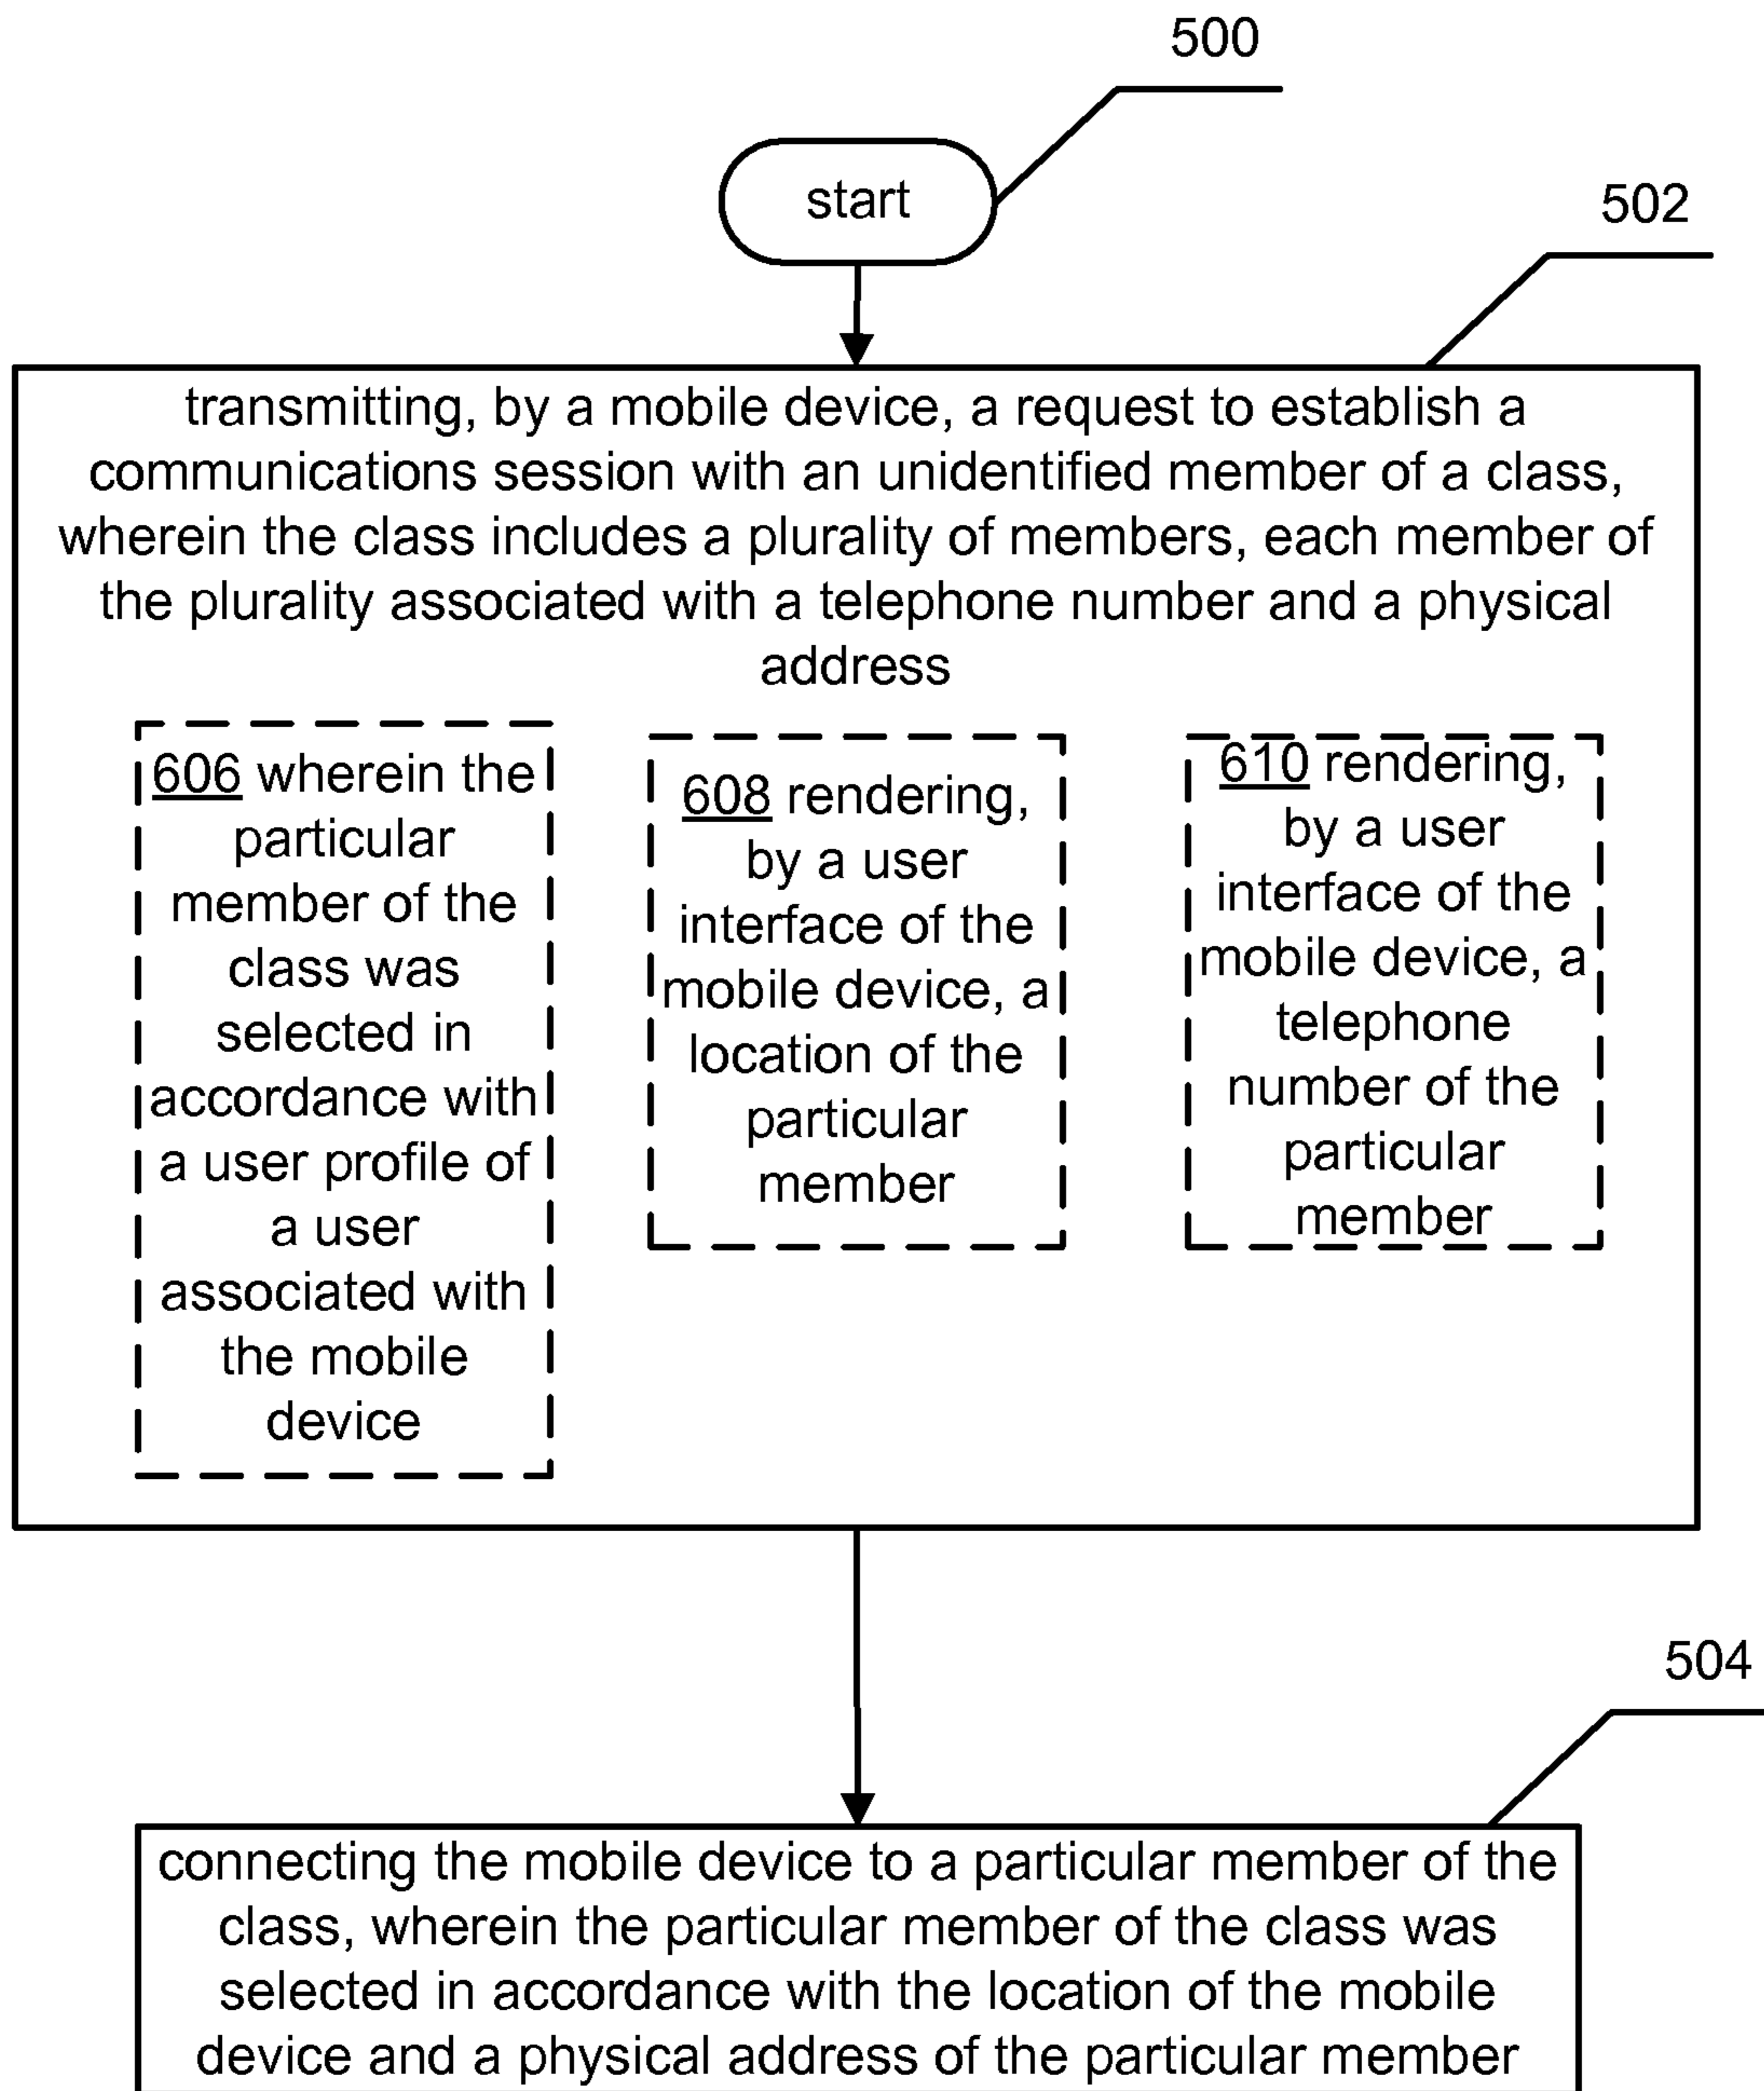 500
start
502
transmitting, by a mobile device, a request to establish a
communications session with an unidentified member of a class,
wherein the class includes a plurality of members, each member of
the plurality associated with a telephone number and a physical
address
606 wherein the
particular
member of the
class was
selected in
accordance with
a user profile of
a user
associated with
the mobile
device
608 rendering,
by a user
interface of the
mobile device, a
location of the
particular
member
610 rendering,
by a user
interface of the
mobile device, a
telephone
number of the
particular
member
504
connecting the mobile device to a particular member of the
class, wherein the particular member of the class was
selected in accordance with the location of the mobile
device and a physical address of the particular member